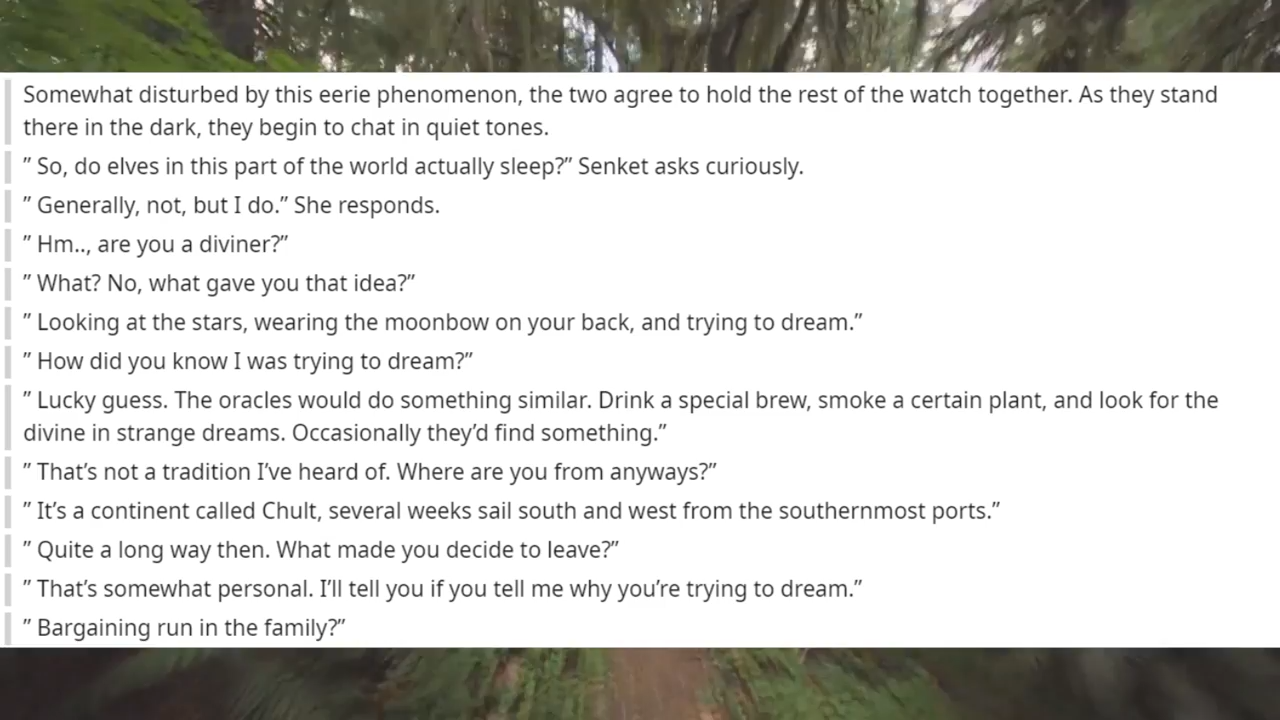 Somewhat disturbed by this eerie phenomenon, the two agree to hold the rest of the watch together. As they stand
there in the dark, they begin to chat in quiet tones.
” So, do elves in this part of the world actually sleep?” Senket asks curiously.
” Generally, not, but I do.” She responds.
” Hm.., are you a diviner?”
” What? No, what gave you that idea?”
” Looking at the stars, wearing the moonbow on your back, and trying to dream.”
” How did you know I was trying to dream?”
” Lucky guess. The oracles would do something similar. Drink a special brew, smoke a certain plant, and look for the
divine in strange dreams. Occasionally they’d find something.”
” That’s not a tradition I’ve heard of. Where are you from anyways?”
” It’s a continent called Chult, several weeks sail south and west from the southernmost ports.”
” Quite a long way then. What made you decide to leave?”
” That’s somewhat personal. I’ll tell you if you tell me why you’re trying to dream.”
” Bargaining run in the family?”